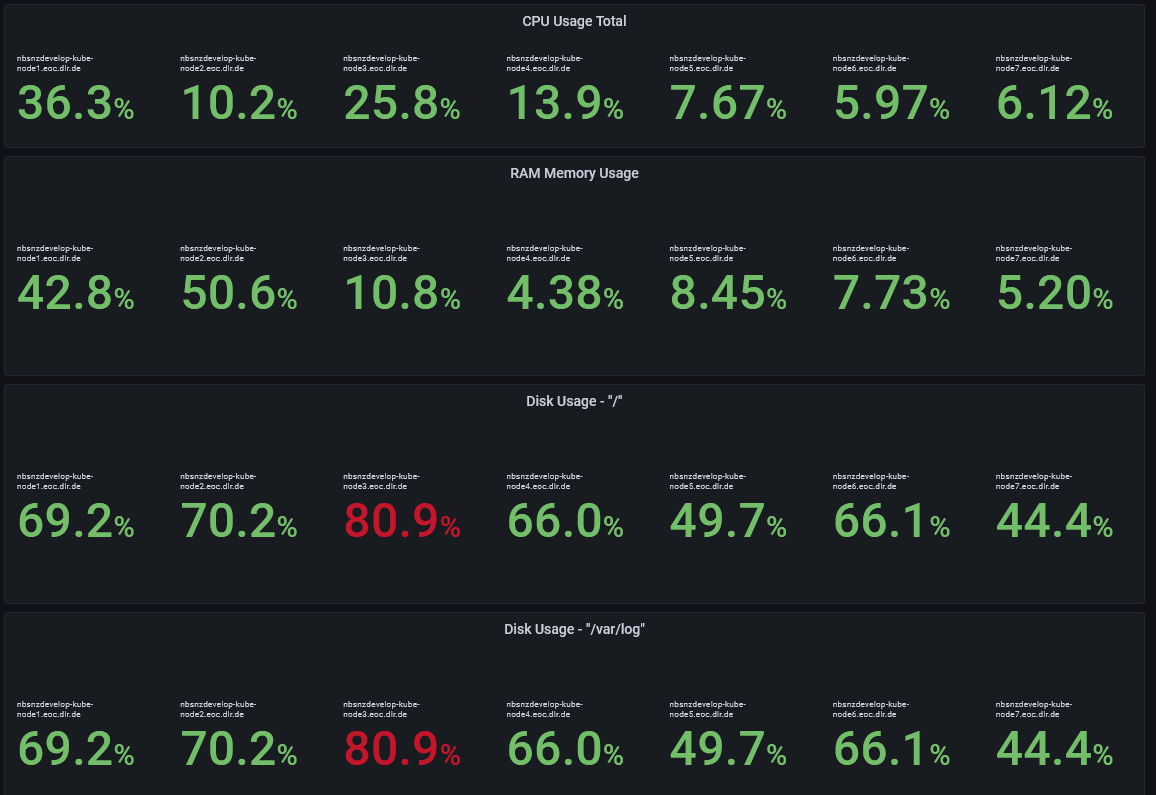 CPU Usage Total
nbsnzdevelop-kube- nbsnzdevelop-kube- nbsnzdevelop-kube- nbsnzdevelop-kube- nbsnzdevelop-kube- nbsnzdevelop-kube- nbsnzdevelop-kube-
node1.eoc.dlr.de node2.eoc.dlr.de node3.eoc.dlr.de node4.eoc.dlr.de node5.eoc.dlr.de node6.eoc.dlr.de node7.eoc.dlr.de
36.3% 10.2% 25.8% 13.9% 7.67% 5.97% 6.12%
RAM Memory Usage
nbsnzdevelop-kube- nbsnzdevelop-kube- nbsnzdevelop-kube- nbsnzdevelop-kube- nbsnzdevelop-kube- nbsnzdevelop-kube- nbsnzdevelop-kube-
node1.eoc.dlr.de node2.eoc.dlr.de node3.eoc.dlr.de node4.eoc.dlr.de node5.eoc.dlr.de node6.eoc.dlr.de node7.eoc.dlr.de
42.8% 50.6% 10.8% 4.38% 8.45% 7.73% 5.20%
Disk Usage - "/"
nbsnzdevelop-kube- nbsnzdevelop-kube- nbsnzdevelop-kube- nbsnzdevelop-kube- nbsnzdevelop-kube- nbsnzdevelop-kube- nbsnzdevelop-kube-
node1.eoc.dlr.de node2.eoc.dlr.de node3.eoc.dlr.de node4.eoc.dlr.de node5.eoc.dlr.de node6.eoc.dlr.de node7.eoc.dlr.de
69.2% 70.2% 80.9% 66.0% 49.7% 66.1% 44.4%
Disk Usage - "/var/log"
nbsnzdevelop-kube- nbsnzdevelop-kube- nbsnzdevelop-kube- nbsnzdevelop-kube- nbsnzdevelop-kube- nbsnzdevelop-kube- nbsnzdevelop-kube-
node1.eoc.dlr.de node2.eoc.dlr.de node3.eoc.dlr.de node4.eoc.dlr.de node5.eoc.dlr.de node6.eoc.dlr.de node7.eoc.dlr.de
69.2% 70.2% 80.9% 66.0% 49.7% 66.1% 44.4%